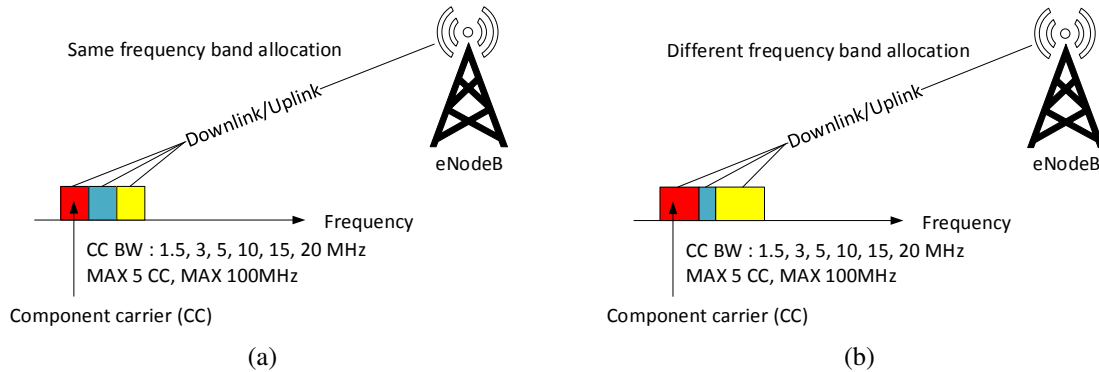 Same frequency band allocation
Downlink/Uplink
eNodeB
Frequency
CC BW : 1.5, 3, 5, 10, 15, 20 MHz
MAX 5 CC, MAX 100MHz
Component carrier (CC)
(a)
Different frequency band allocation
Downlink/Uplink
eNodeB
Frequency
CC BW : 1.5, 3, 5, 10, 15, 20 MHz
MAX 5 CC, MAX 100MHz
Component carrier (CC)
(b)